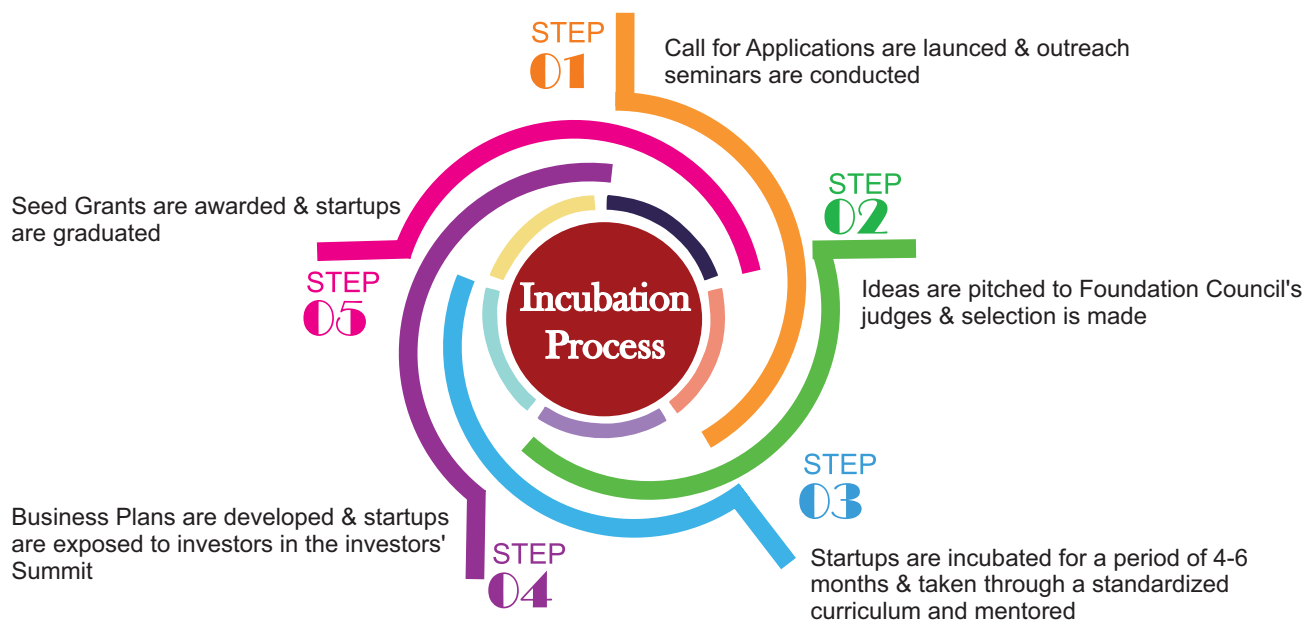 Incubation
Process
STEP
01
Call for Applications are launced & outreach
seminars are conducted
STEP
02
Ideas are pitched to Foundation Council's
judges & selection is made
STEP
03
Startups are incubated for a period of 4-6
months & taken through a standardized
curriculum and mentored
STEP
04
Business Plans are developed & startups
are exposed to investors in the investors'
Summit
STEP
05
Seed Grants are awarded & startups
are graduated